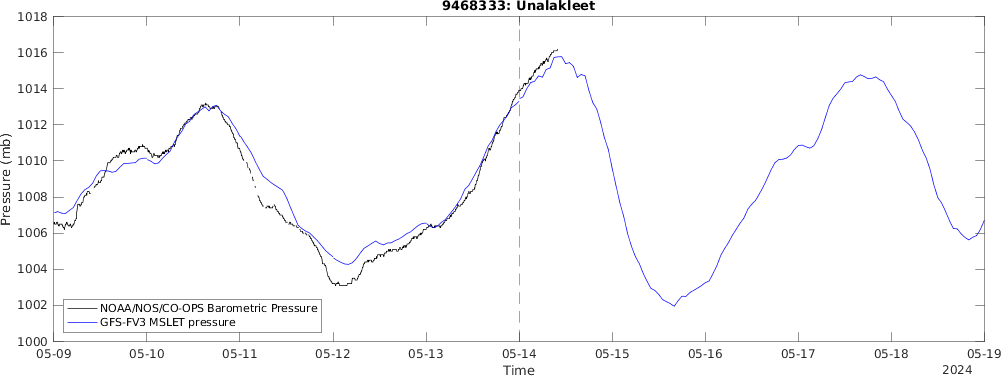 9468333: Unalakleet
1018
1016
1014
1012
1010
1008
1006
1004
1002
1000
Pressure (mb)
NOAA/NOS/CO-OPS Barometric Pressure
GFS-FV3 MSLET pressure
05-09 05-10 05-11 05-12 05-13 05-14 05-15 05-16 05-17 05-18 05-19
Time
2024